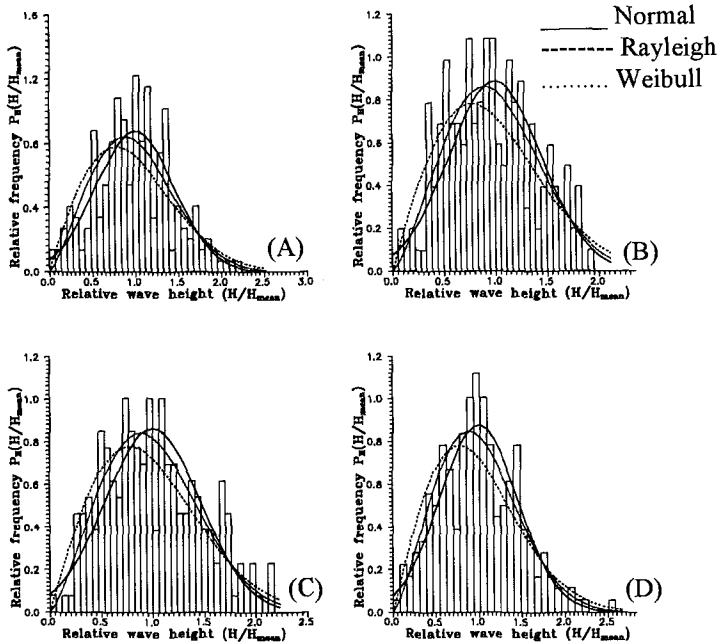 Normal
Rayleigh
Weibull
Relative frequency P_H(H/H_mean)
1.6
1.2
0.8
0.4
0.0
0.0 0.5 1.0 1.5 2.0 2.5 3.0
Relative wave height (H/H_mean)
(A)
Relative frequency P_H(H/H_mean)
1.2
1.0
0.8
0.6
0.4
0.2
0.0
0.0 0.5 1.0 1.5 2.0
Relative wave height (H/H_mean)
(B)
Relative frequency P_H(H/H_mean)
1.2
1.0
0.8
0.6
0.4
0.2
0.0
0.0 0.5 1.0 1.5 2.0
Relative wave height (H/H_mean)
(C)
Relative frequency P_H(H/H_mean)
1.2
1.0
0.8
0.6
0.4
0.2
0.0
0.0 0.5 1.0 1.5 2.0 2.5
Relative wave height (H/H_mean)
(D)